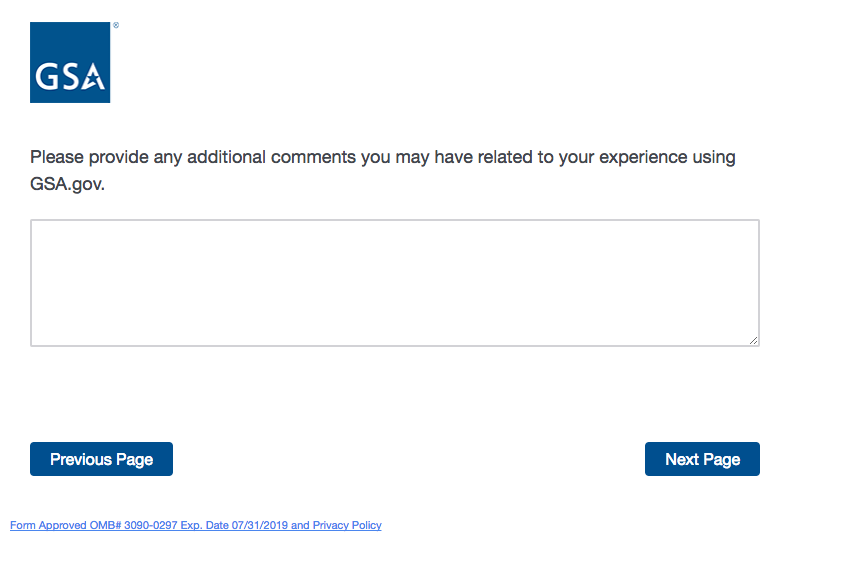 ®
GSA
Please provide any additional comments you may have related to your experience using
GSA.gov.
Previous Page
Next Page
Form Approved OMB# 3090-0297 Exp. Date 07/31/2019 and Privacy Policy